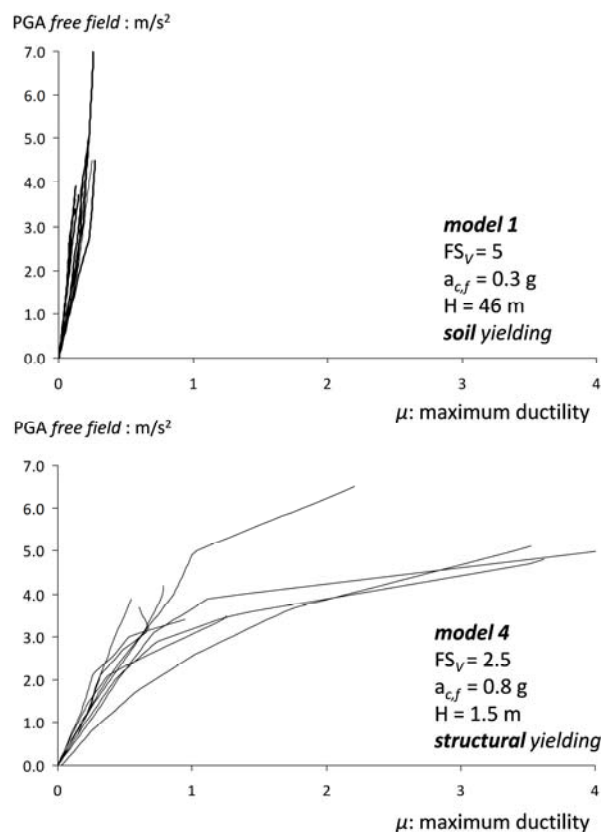 PGA free field : m/s²
7.0
6.0
5.0
4.0
3.0
2.0
1.0
0.0
model 1
FSV = 5
ac,f = 0.3 g
H = 46 m
soil yielding
0 1 2 3 4
μ: maximum ductility
PGA free field : m/s²
7.0
6.0
5.0
4.0
3.0
2.0
1.0
0.0
model 4
FSV = 2.5
ac,f = 0.8 g
H = 1.5 m
structural yielding
0 1 2 3 4
μ: maximum ductility